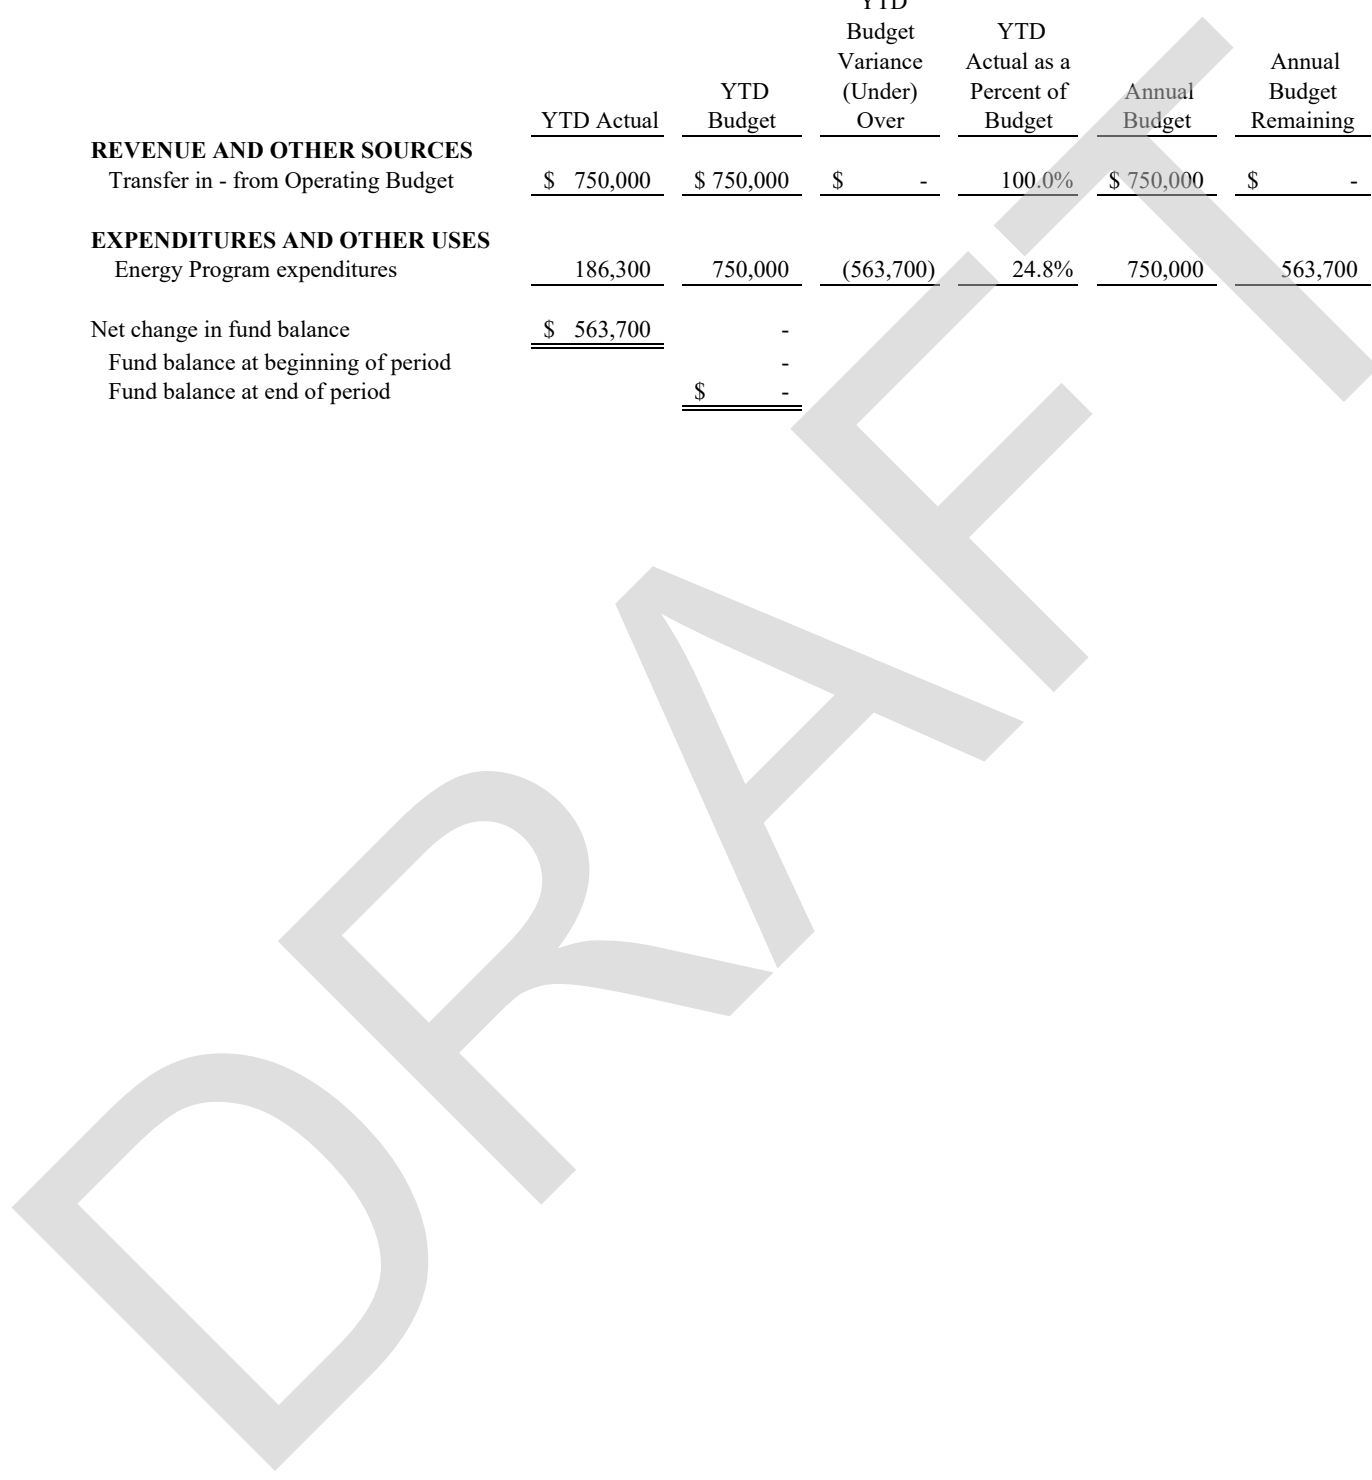 YTD
Budget YTD
Variance Actual as a Annual
YTD (Under) Percent of Annual Budget
YTD Actual Budget Over Budget Budget Remaining
REVENUE AND OTHER SOURCES
Transfer in - from Operating Budget $ 750,000 $ 750,000 $ - 100.0% $ 750,000 $ -
EXPENDITURES AND OTHER USES
Energy Program expenditures 186,300 750,000 (563,700) 24.8% 750,000 563,700
Net change in fund balance $ 563,700 -
Fund balance at beginning of period -
Fund balance at end of period $ -
DRAFT